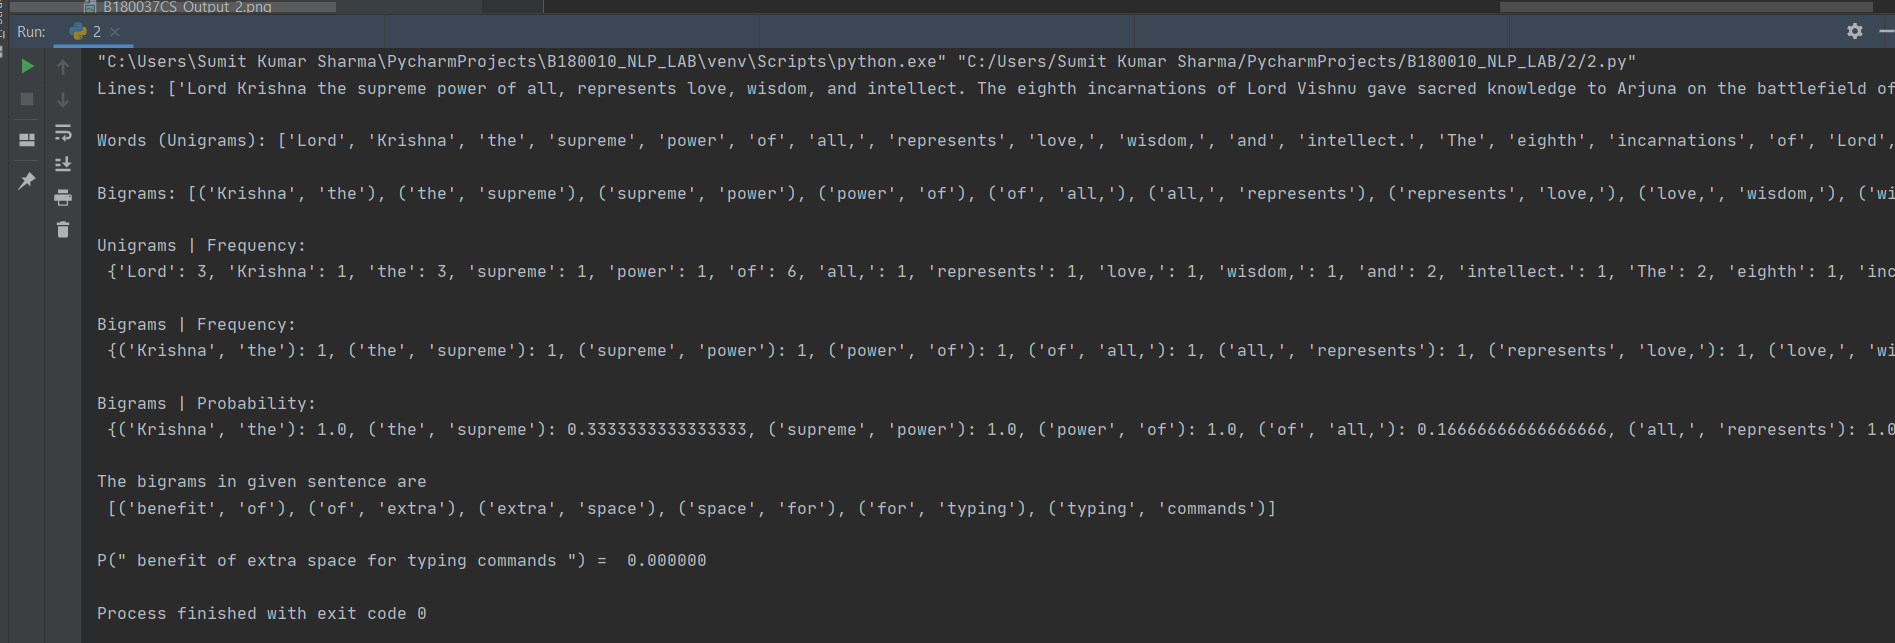 B180037CS_Output_2.png
Run: 2
"C:\Users\Sumit Kumar Sharma\PycharmProjects\B180010_NLP_LAB\venv\Scripts\python.exe" "C:/Users/Sumit Kumar Sharma/PycharmProjects/B180010_NLP_LAB/2/2.py"
Lines: ['Lord Krishna the supreme power of all, represents love, wisdom, and intellect. The eighth incarnations of Lord Vishnu gave sacred knowledge to Arjuna on the battlefield of
Words (Unigrams): ['Lord', 'Krishna', 'the', 'supreme', 'power', 'of', 'all,', 'represents', 'love,', 'wisdom,', 'and', 'intellect.', 'The', 'eighth', 'incarnations', 'of', 'Lord',
Bigrams: [('Krishna', 'the'), ('the', 'supreme'), ('supreme', 'power'), ('power', 'of'), ('of', 'all,'), ('all,', 'represents'), ('represents', 'love,'), ('love,', 'wisdom,'), ('wi
Unigrams | Frequency:
{'Lord': 3, 'Krishna': 1, 'the': 3, 'supreme': 1, 'power': 1, 'of': 6, 'all,': 1, 'represents': 1, 'love,': 1, 'wisdom,': 1, 'and': 2, 'intellect.': 1, 'The': 2, 'eighth': 1, 'inc
Bigrams | Frequency:
{('Krishna', 'the'): 1, ('the', 'supreme'): 1, ('supreme', 'power'): 1, ('power', 'of'): 1, ('of', 'all,'): 1, ('all,', 'represents'): 1, ('represents', 'love,'): 1, ('love,', 'wi
Bigrams | Probability:
{('Krishna', 'the'): 1.0, ('the', 'supreme'): 0.3333333333333333, ('supreme', 'power'): 1.0, ('power', 'of'): 1.0, ('of', 'all,'): 0.16666666666666666, ('all,', 'represents'): 1.0
The bigrams in given sentence are
[('benefit', 'of'), ('of', 'extra'), ('extra', 'space'), ('space', 'for'), ('for', 'typing'), ('typing', 'commands')]
P(" benefit of extra space for typing commands ") =  0.000000
Process finished with exit code 0